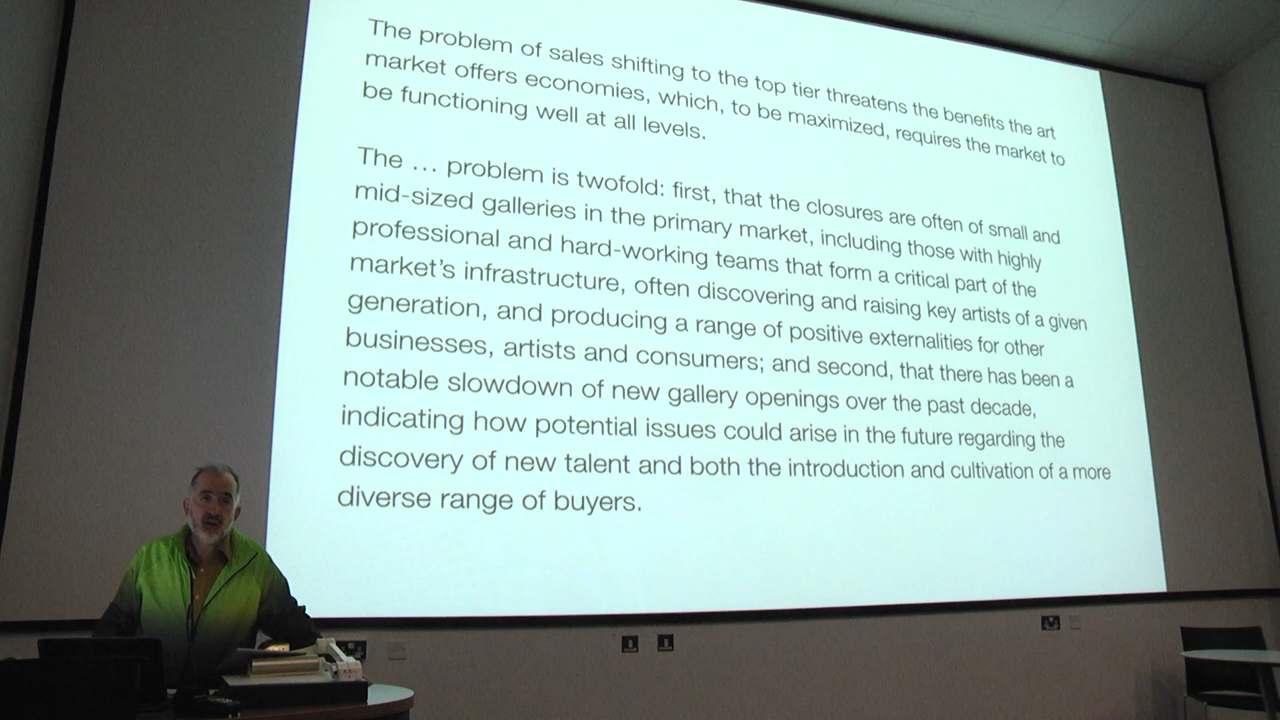 The problem of sales shifting to the top tier threatens the benefits the art
market offers economies, which, to be maximized, requires the market to
be functioning well at all levels.
The … problem is twofold: first, that the closures are often of small and
mid-sized galleries in the primary market, including those with highly
professional and hard-working teams that form a critical part of the
market’s infrastructure, often discovering and raising key artists of a given
generation, and producing a range of positive externalities for other
businesses, artists and consumers; and second, that there has been a
notable slowdown of new gallery openings over the past decade,
indicating how potential issues could arise in the future regarding the
discovery of new talent and both the introduction and cultivation of a more
diverse range of buyers.